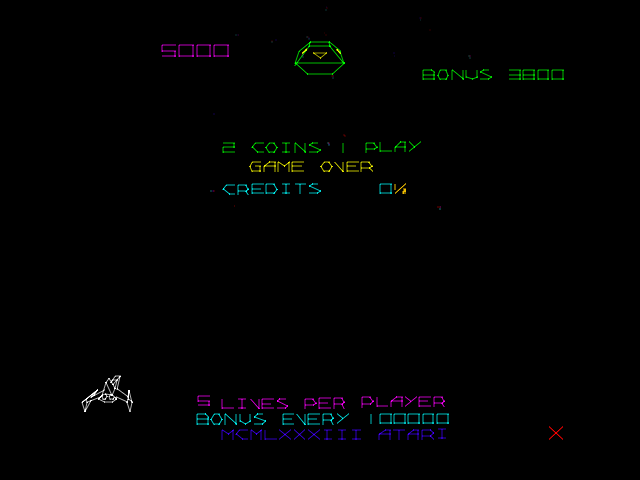 5000
BONUS 3800
2 COINS 1 PLAY
GAME OVER
CREDITS 0½
5 LIVES PER PLAYER
BONUS EVERY 100000
MCMLXXXIII ATARI